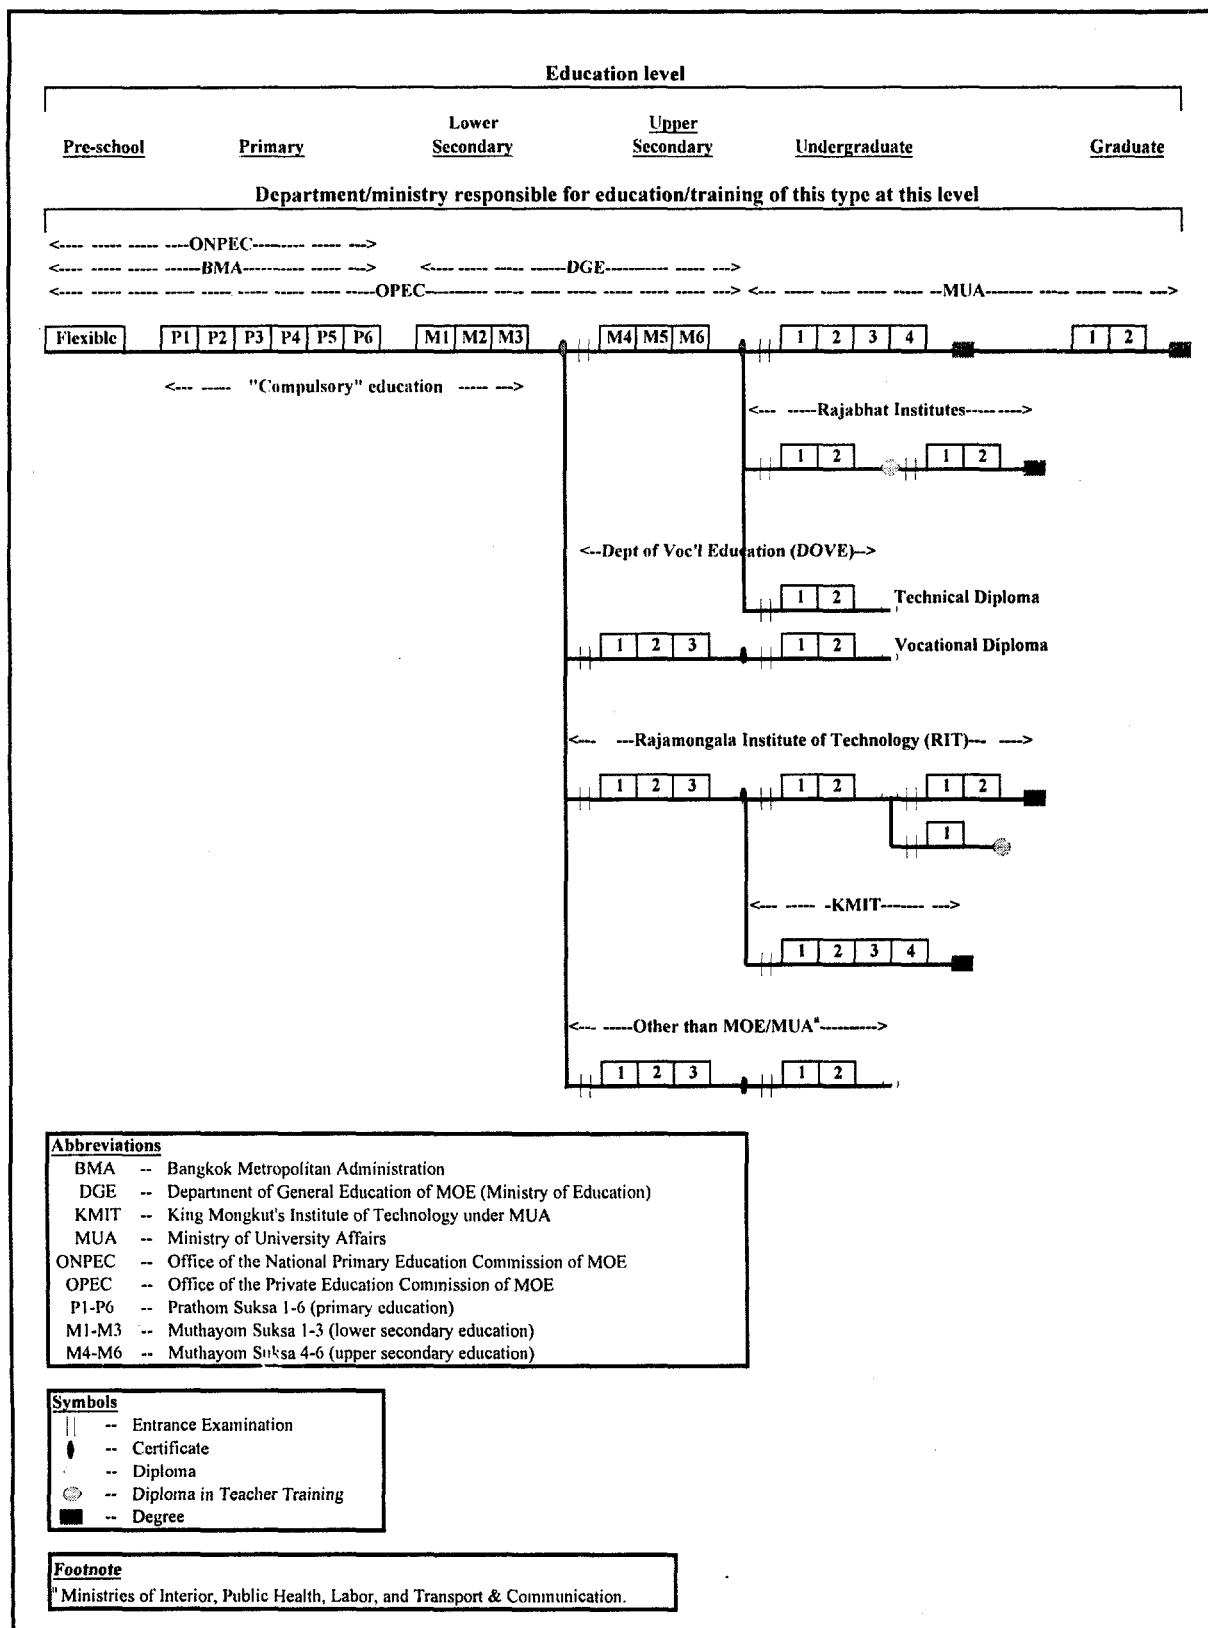 Education level
Lower Upper
Pre-school Primary Secondary Secondary Undergraduate Graduate
Department/ministry responsible for education/training of this type at this level
<---- ---- ---- ----ONPEC-------- ---- --->
<---- ---- ---- -----BMA---------- ---- ---> <---- ---- ---- -----DGE---------- ---- --->
<---- ---- ---- ---- ---- ---- ---- ---- ----OPEC---- ---- ---- ---- ---- ---- ---- ---> <---- ---- ---- ---- --MUA---- ---- ---- ---- --->
Flexible P1 P2 P3 P4 P5 P6 M1 M2 M3 M4 M5 M6 1 2 3 4 1 2
<--- ---- "Compulsory" education ---- --->
<--- -----Rajabhat Institutes----- ---->
1 2 1 2
<--Dept of Voc'l Education (DOVE)-->
1 2 Technical Diploma
1 2 3 1 2 Vocational Diploma
<--- ---Rajamongala Institute of Technology (RIT)--- --->
1 2 3 1 2 1 2
1
<--- ---- -KMIT------- --->
1 2 3 4
<--- -----Other than MOE/MUAª---------->
1 2 3 1 2
Abbreviations
BMA -- Bangkok Metropolitan Administration
DGE -- Department of General Education of MOE (Ministry of Education)
KMIT -- King Mongkut's Institute of Technology under MUA
MUA -- Ministry of University Affairs
ONPEC -- Office of the National Primary Education Commission of MOE
OPEC -- Office of the Private Education Commission of MOE
P1-P6 -- Prathom Suksa 1-6 (primary education)
M1-M3 -- Muthayom Suksa 1-3 (lower secondary education)
M4-M6 -- Muthayom Suksa 4-6 (upper secondary education)
Symbols
-- Entrance Examination
-- Certificate
-- Diploma
-- Diploma in Teacher Training
-- Degree
Footnote
ª Ministries of Interior, Public Health, Labor, and Transport & Communication.